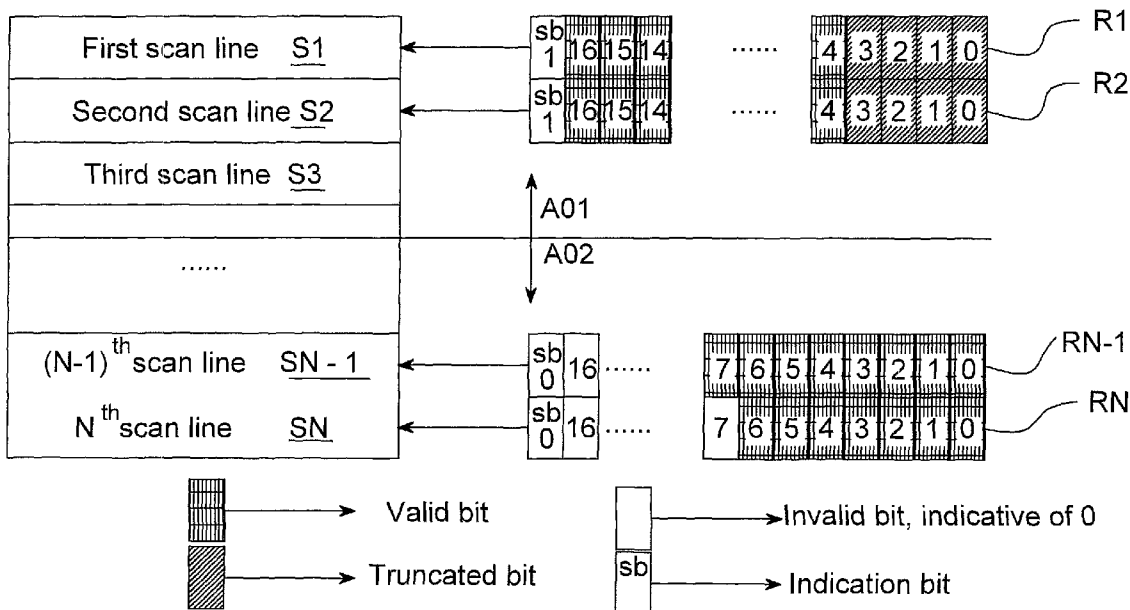 First scan line S1 sb 1 16 15 14 ...... 4 3 2 1 0 R1
Second scan line S2 sb 1 16 15 14 ...... 4 3 2 1 0 R2
Third scan line S3
A01
A02
......
(N-1)th scan line SN - 1 sb 0 16 ...... 7 6 5 4 3 2 1 0 RN-1
Nth scan line SN sb 0 16 ...... 7 6 5 4 3 2 1 0 RN
Valid bit Invalid bit, indicative of 0
Truncated bit sb Indication bit